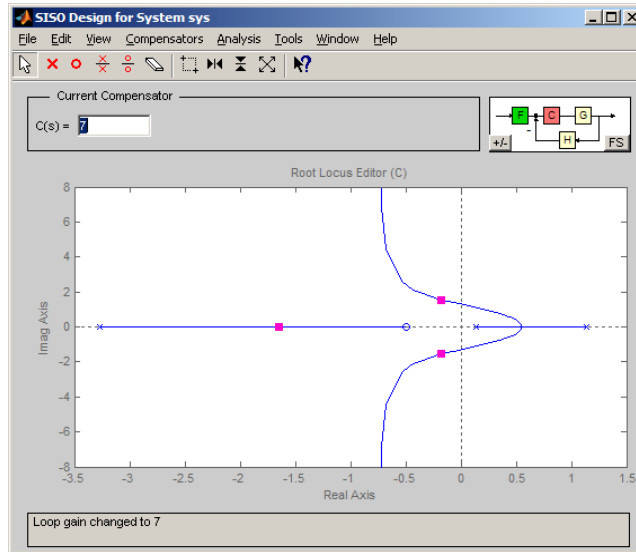 SISO Design for System sys
File Edit View Compensators Analysis Tools Window Help
Current Compensator
C(s) = 7
F C G
H
+/- FS
Root Locus Editor (C)
8
6
4
2
0
-2
-4
-6
-8
Imag Axis
-3.5 -3 -2.5 -2 -1.5 -1 -0.5 0 0.5 1 1.5
Real Axis
Loop gain changed to 7